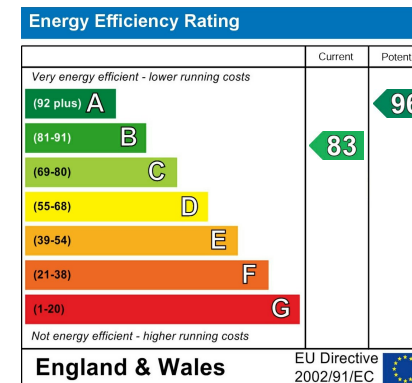 Energy Efficiency Rating
Current Potent
Very energy efficient - lower running costs
(92 plus) A
96
(81-91) B
83
(69-80) C
(55-68) D
(39-54) E
(21-38) F
(1-20) G
Not energy efficient - higher running costs
England & Wales
EU Directive
2002/91/EC